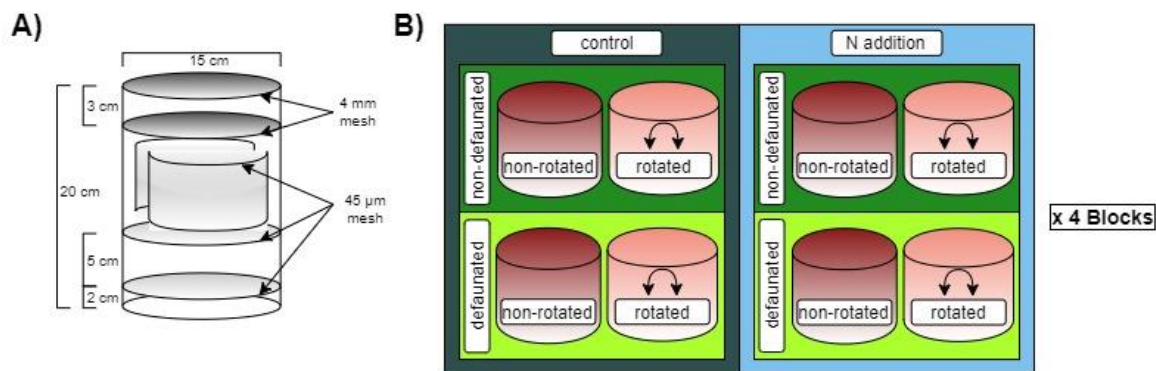 A)
15 cm
3 cm
4 mm
mesh
20 cm
45 µm
mesh
5 cm
2 cm
B)
control
N addition
non-defaunated
non-rotated
rotated
non-defaunated
non-rotated
rotated
defaunated
non-rotated
rotated
defaunated
non-rotated
rotated
x 4 Blocks